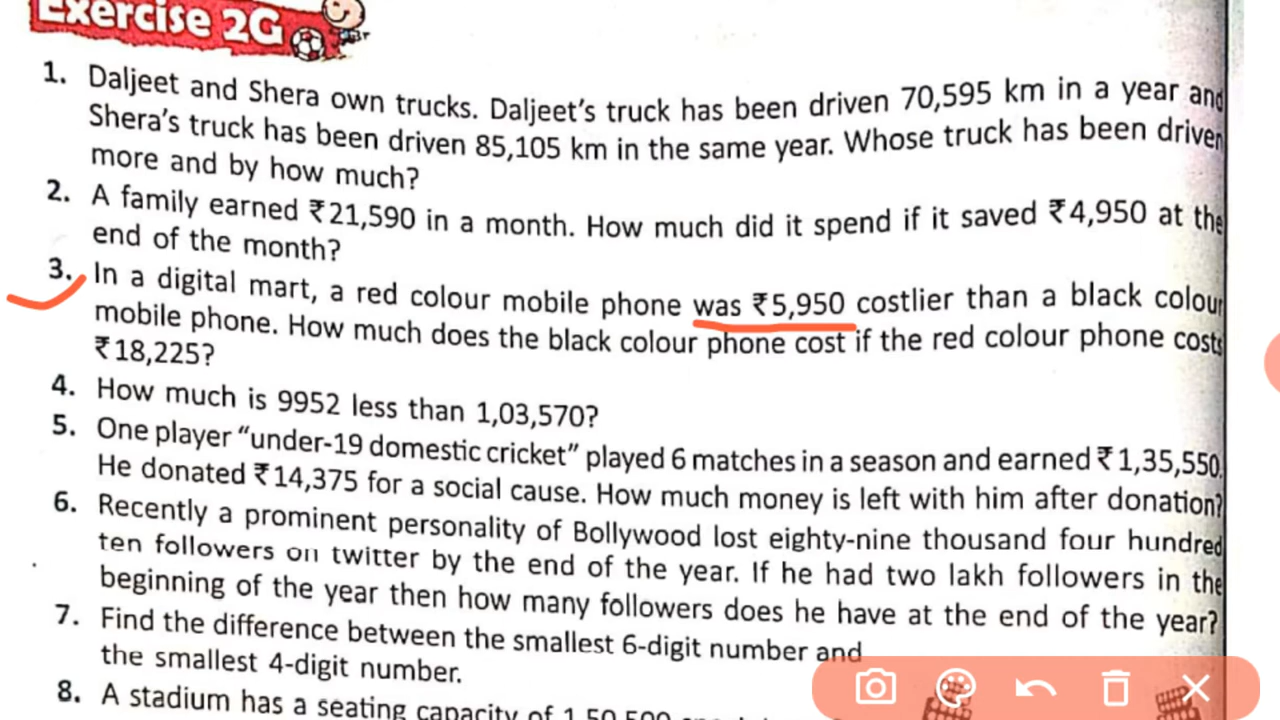 Exercise 2G
1. Daljeet and Shera own trucks. Daljeet's truck has been driven 70,595 km in a year and
Shera's truck has been driven 85,105 km in the same year. Whose truck has been driven
more and by how much?
2. A family earned ₹21,590 in a month. How much did it spend if it saved ₹4,950 at the
end of the month?
3. In a digital mart, a red colour mobile phone was ₹5,950 costlier than a black colour
mobile phone. How much does the black colour phone cost if the red colour phone costs
₹18,225?
4. How much is 9952 less than 1,03,570?
5. One player “under-19 domestic cricket” played 6 matches in a season and earned ₹1,35,550.
He donated ₹14,375 for a social cause. How much money is left with him after donation?
6. Recently a prominent personality of Bollywood lost eighty-nine thousand four hundred
ten followers on twitter by the end of the year. If he had two lakh followers in the
beginning of the year then how many followers does he have at the end of the year?
7. Find the difference between the smallest 6-digit number and
the smallest 4-digit number.
8. A stadium has a seating capacity of 1,50,500